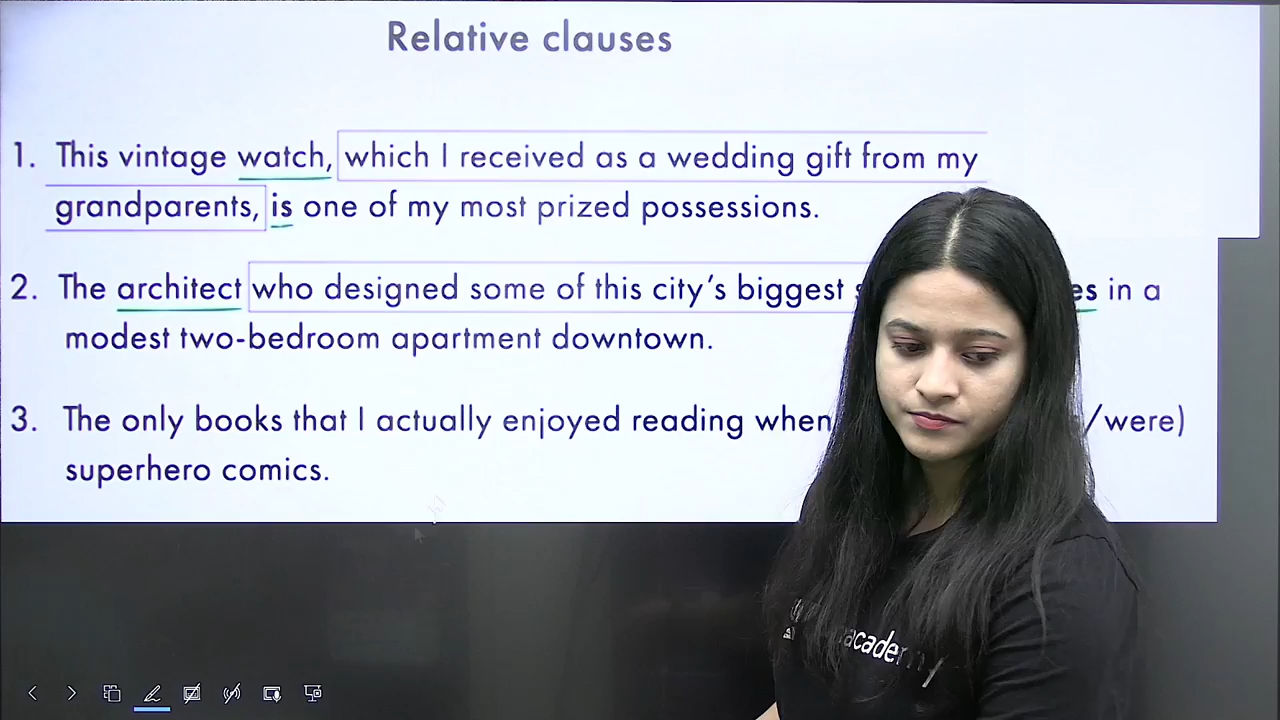 Relative clauses
1. This vintage watch, which I received as a wedding gift from my
grandparents, is one of my most prized possessions.
2. The architect who designed some of this city's biggest in a
modest two-bedroom apartment downtown.
3. The only books that I actually enjoyed reading when /were)
superhero comics.
academy